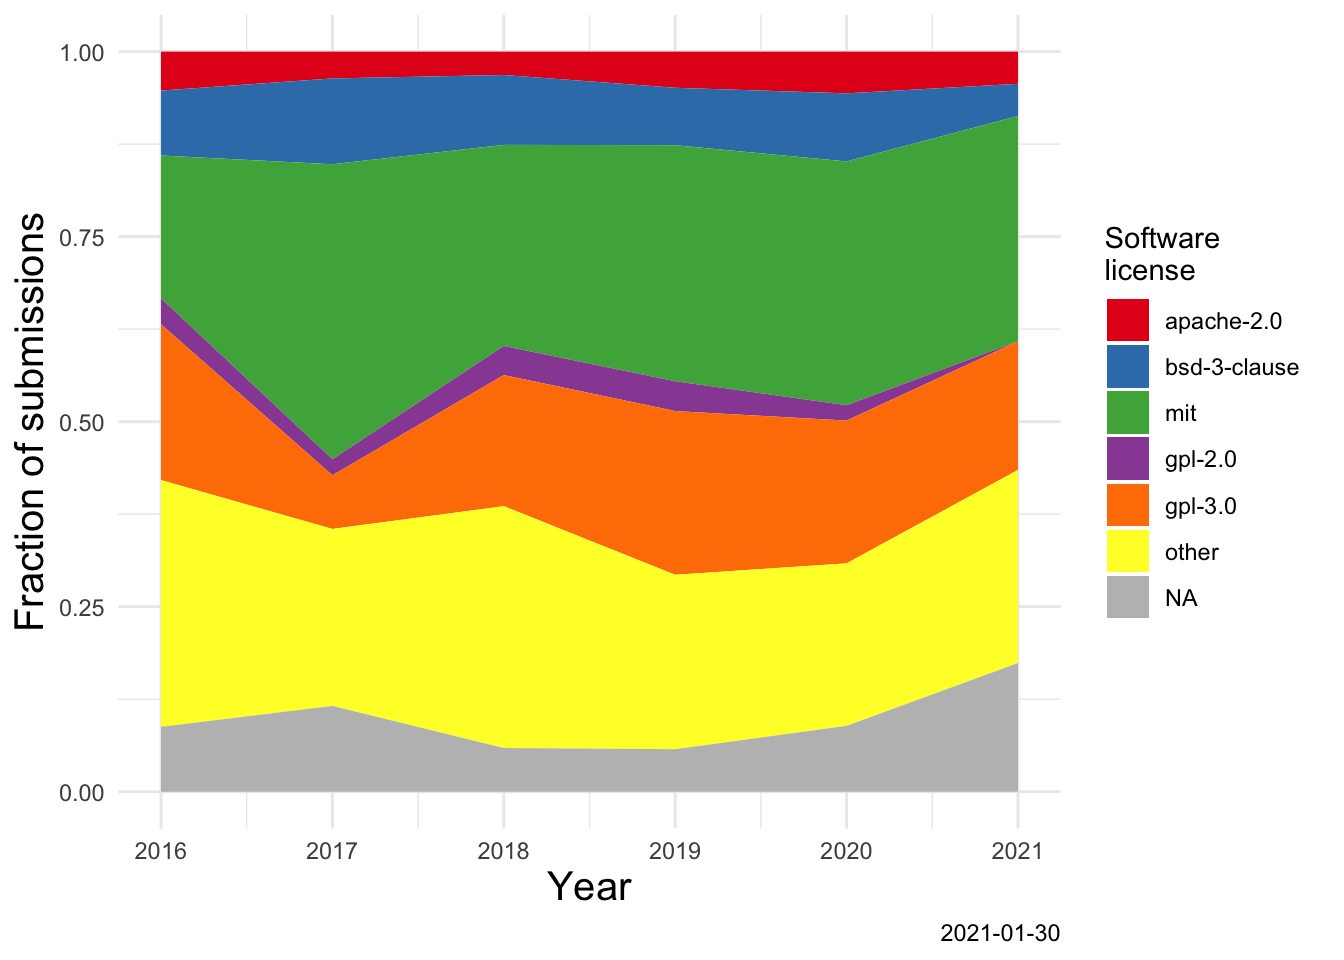 Fraction of submissions
1.00
0.75
0.50
0.25
0.00
2016
2017
2018
2019
2020
2021
Year
Software
license
apache-2.0
bsd-3-clause
mit
gpl-2.0
gpl-3.0
other
NA
2021-01-30